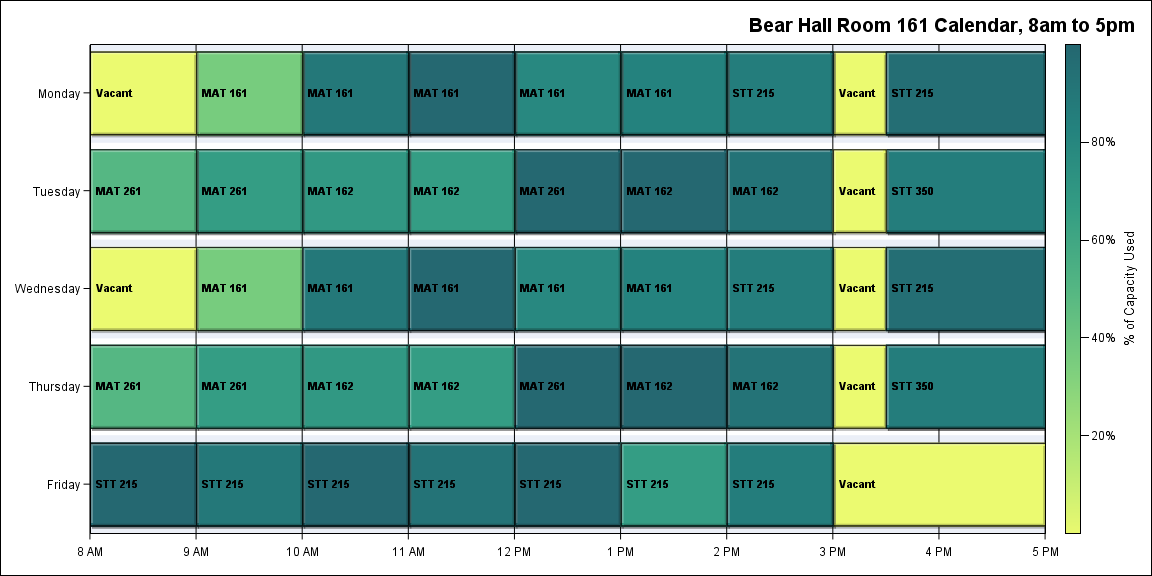 Bear Hall Room 161 Calendar, 8am to 5pm
Monday
Vacant
MAT 161
MAT 161
MAT 161
MAT 161
MAT 161
STT 215
Vacant
STT 215
Tuesday
MAT 261
MAT 261
MAT 162
MAT 162
MAT 261
MAT 162
MAT 162
Vacant
STT 350
Wednesday
Vacant
MAT 161
MAT 161
MAT 161
MAT 161
MAT 161
STT 215
Vacant
STT 215
Thursday
MAT 261
MAT 261
MAT 162
MAT 162
MAT 261
MAT 162
MAT 162
Vacant
STT 350
Friday
STT 215
STT 215
STT 215
STT 215
STT 215
STT 215
STT 215
Vacant
8 AM
9 AM
10 AM
11 AM
12 PM
1 PM
2 PM
3 PM
4 PM
5 PM
80%
60%
40%
20%
% of Capacity Used